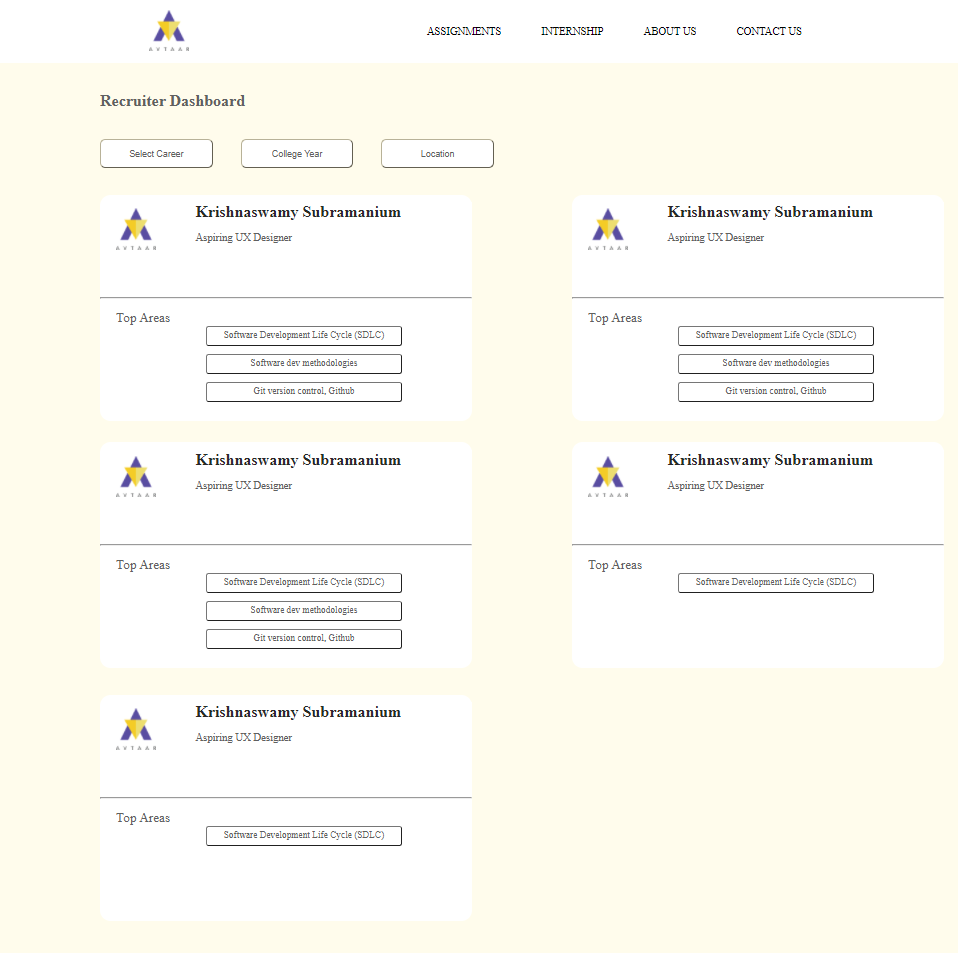 AVTAAR
ASSIGNMENTS INTERNSHIP ABOUT US CONTACT US
Recruiter Dashboard
Select Career College Year Location
AVTAAR
Krishnaswamy Subramanium
Aspiring UX Designer
Top Areas
Software Development Life Cycle (SDLC)
Software dev methodologies
Git version control, Github
AVTAAR
Krishnaswamy Subramanium
Aspiring UX Designer
Top Areas
Software Development Life Cycle (SDLC)
Software dev methodologies
Git version control, Github
AVTAAR
Krishnaswamy Subramanium
Aspiring UX Designer
Top Areas
Software Development Life Cycle (SDLC)
Software dev methodologies
Git version control, Github
AVTAAR
Krishnaswamy Subramanium
Aspiring UX Designer
Top Areas
Software Development Life Cycle (SDLC)
AVTAAR
Krishnaswamy Subramanium
Aspiring UX Designer
Top Areas
Software Development Life Cycle (SDLC)